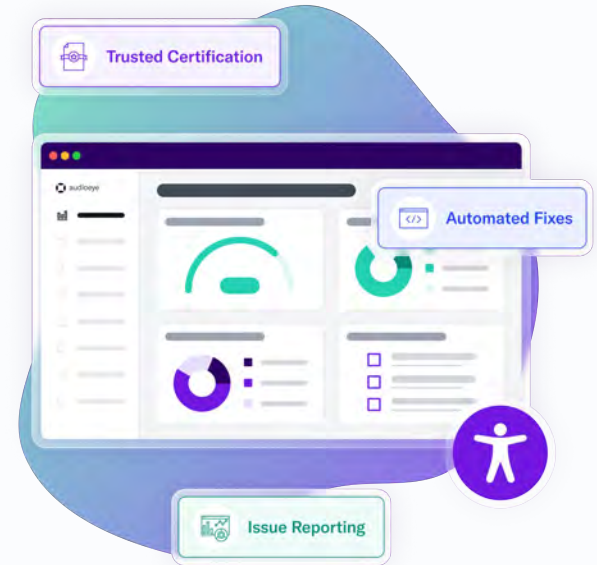 Trusted Certification
audioeye
Automated Fixes
Issue Reporting